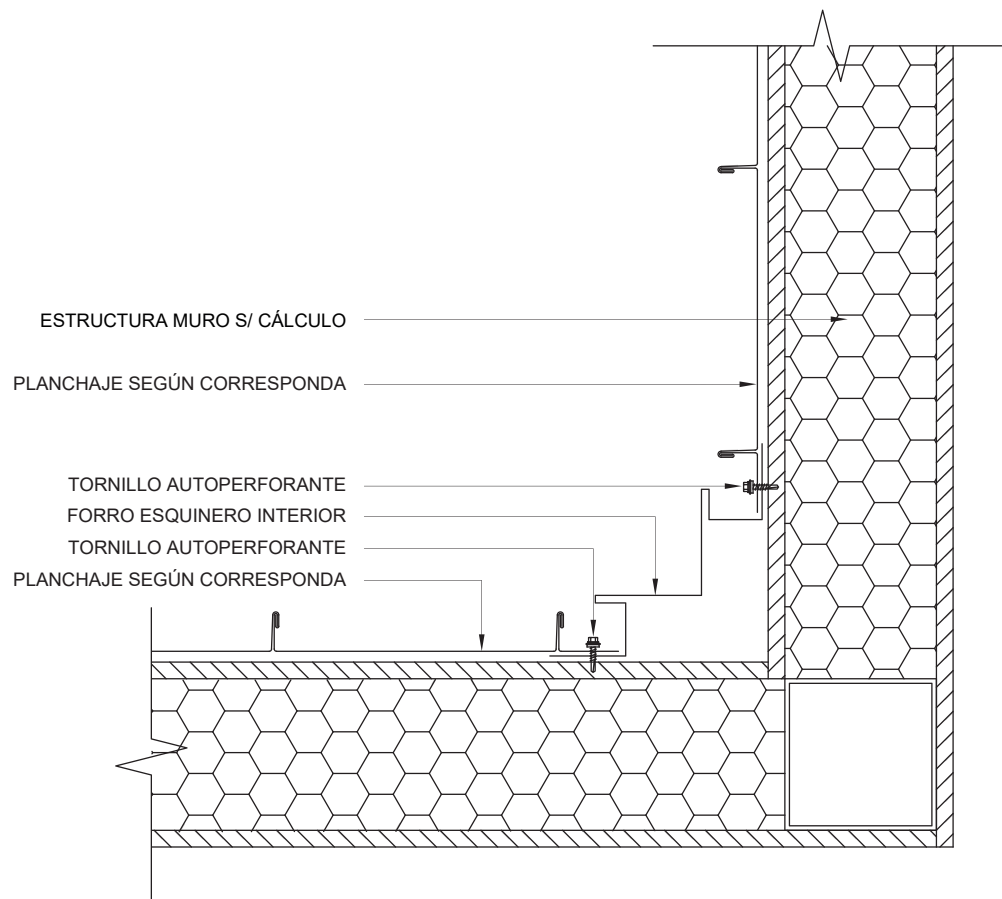 ESTRUCTURA MURO S/ CÁLCULO
PLANCHAJE SEGÚN CORRESPONDA
TORNILLO AUTOPERFORANTE
FORRO ESQUINERO INTERIOR
TORNILLO AUTOPERFORANTE
PLANCHAJE SEGÚN CORRESPONDA